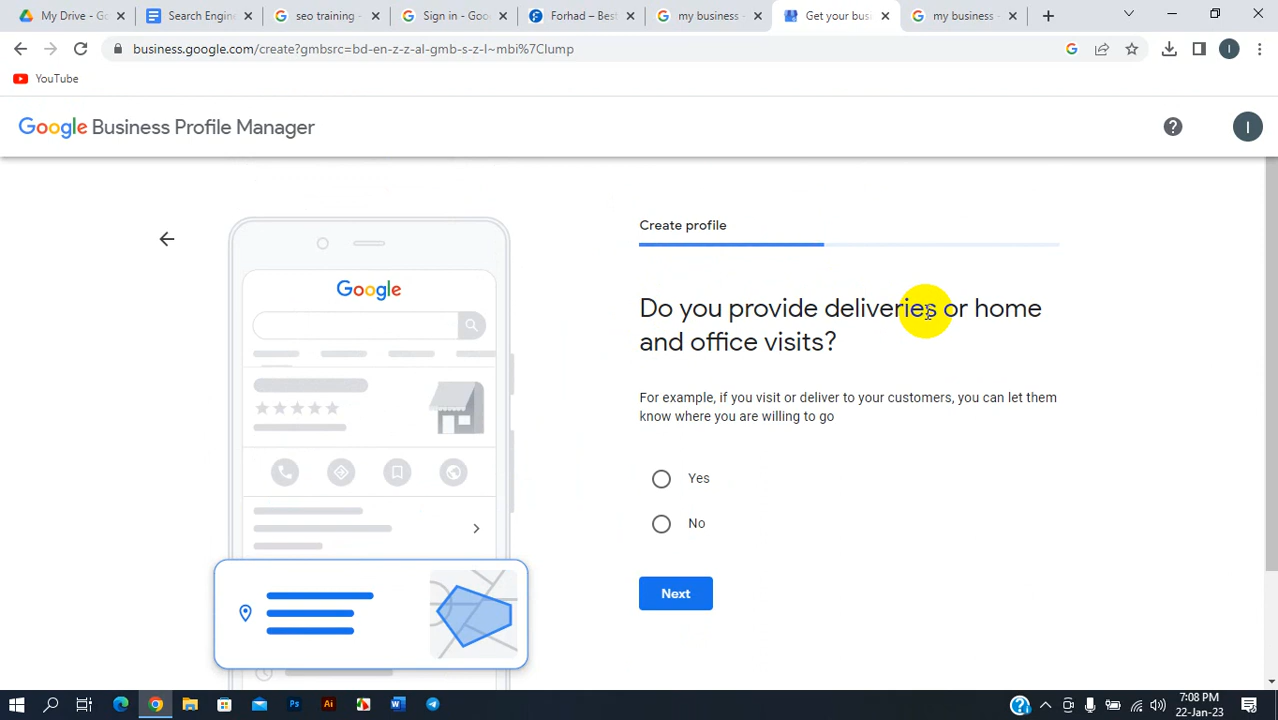 My Drive - G
Search Engin
seo training
Sign in - Goo
Forhad – Best
my business -
Get your bus
my business -
business.google.com/create?gmbsrc=bd-en-z-z-al-gmb-s-z-l~mbi%7Clump
YouTube
Google Business Profile Manager
I
Create profile
Do you provide deliveries or home
and office visits?
For example, if you visit or deliver to your customers, you can let them
know where you are willing to go
Yes
No
Next
Google
7:08 PM
22-Jan-23